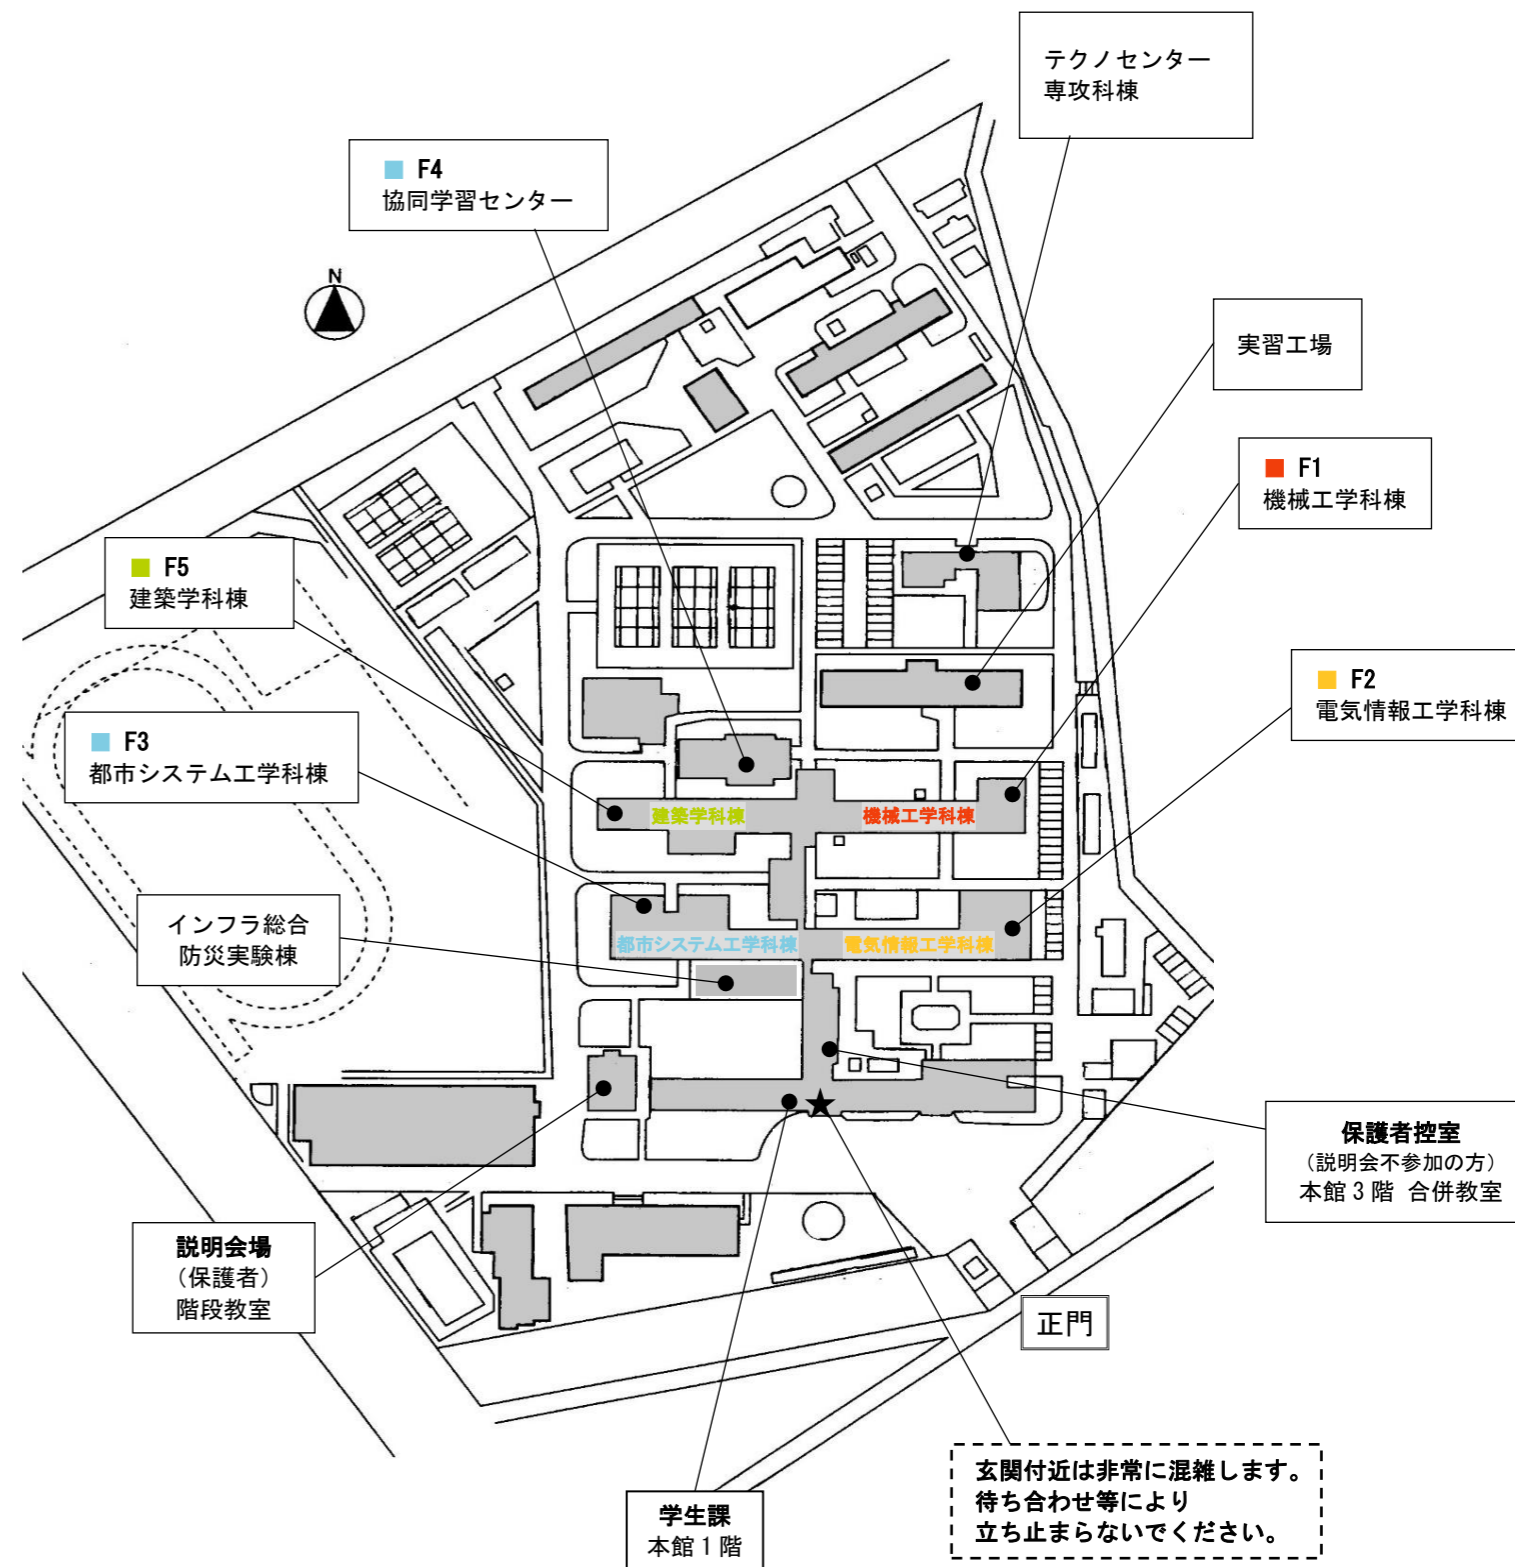 テクノセンター
専攻科棟
■ F4
協同学習センター
N
実習工場
■ F1
機械工学科棟
■ F5
建築学科棟
■ F2
電気情報工学科棟
■ F3
都市システム工学科棟
建築学科棟
機械工学科棟
インフラ総合
防災実験棟
都市システム工学科棟
電気情報工学科棟
保護者控室
（説明会不参加の方）
本館３階 合併教室
説明会場
（保護者）
階段教室
正門
玄関付近は非常に混雑します。
待ち合わせ等により
立ち止まらないでください。
学生課
本館１階